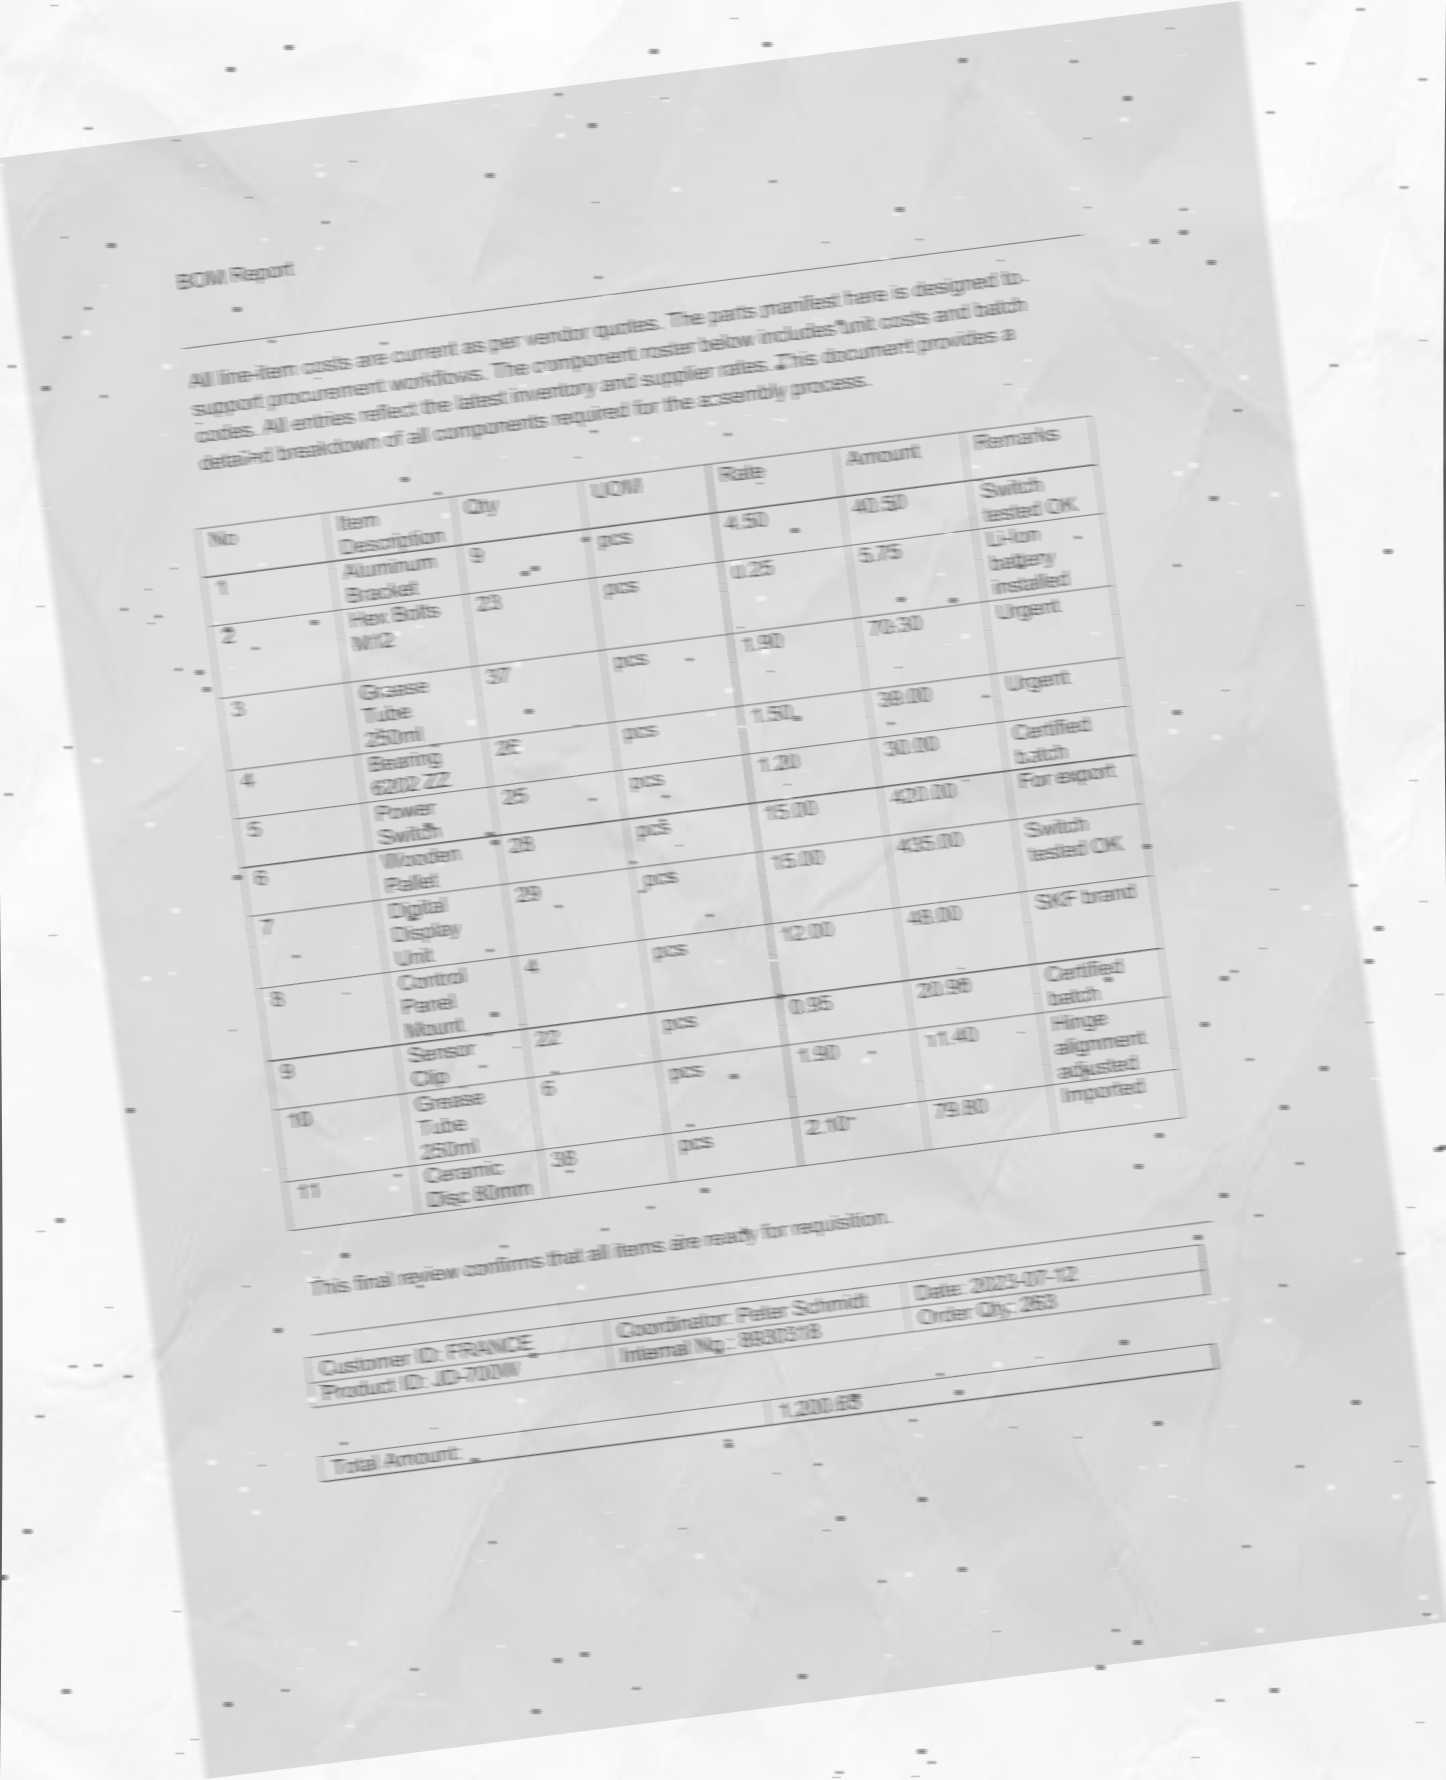 BOM Report
All line-item costs are current as per vendor quotes. The parts manifest here is designed to
support procurement workflows. The component roster below includes unit costs and batch
codes. All entries reflect the latest inventory and supplier rates. This document provides a
detailed breakdown of all components required for the assembly process.
No Item Description Qty UOM Rate Amount Remarks
1 Aluminum Bracket 9 pcs 4.50 40.50 Switch tested OK
2 Hex Bolts M12 23 pcs 0.25 5.75 Li-Ion battery installed
3 Grease Tube 250ml 37 pcs 1.90 70.30 Urgent
4 Bearing 6202 ZZ 26 pcs 1.50 39.00 Urgent
5 Power Switch 25 pcs 1.20 30.00 Certified batch
6 Wooden Pallet 28 pcs 15.00 420.00 For export
7 Digital Display Unit 29 pcs 15.00 435.00 Switch tested OK
8 Control Panel Mount 4 pcs 12.00 48.00 SKF brand
9 Sensor Clip 22 pcs 0.95 20.90 Certified batch
10 Grease Tube 250ml 6 pcs 1.90 11.40 Hinge alignment adjusted
11 Ceramic Disc 80mm 38 pcs 2.10 79.80 Imported
This final review confirms that all items are ready for requisition.
Customer ID: FRANCE Coordinator: Peter Schmidt Date: 2023-07-12
Product ID: JD-700W Internal No.: Order Qty:
Total Amount: 1,200.65